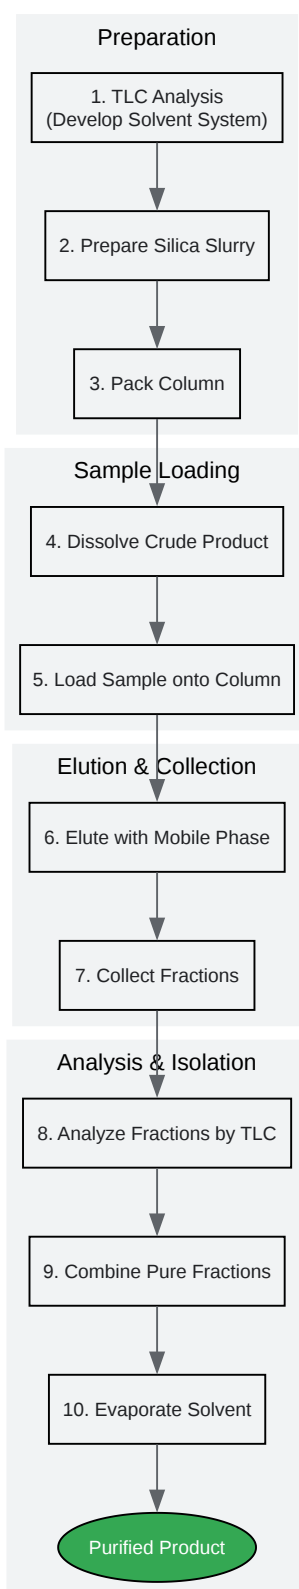 Preparation
1. TLC Analysis
(Develop Solvent System)
2. Prepare Silica Slurry
3. Pack Column
Sample Loading
4. Dissolve Crude Product
5. Load Sample onto Column
Elution & Collection
6. Elute with Mobile Phase
7. Collect Fractions
Analysis & Isolation
8. Analyze Fractions by TLC
9. Combine Pure Fractions
10. Evaporate Solvent
Purified Product